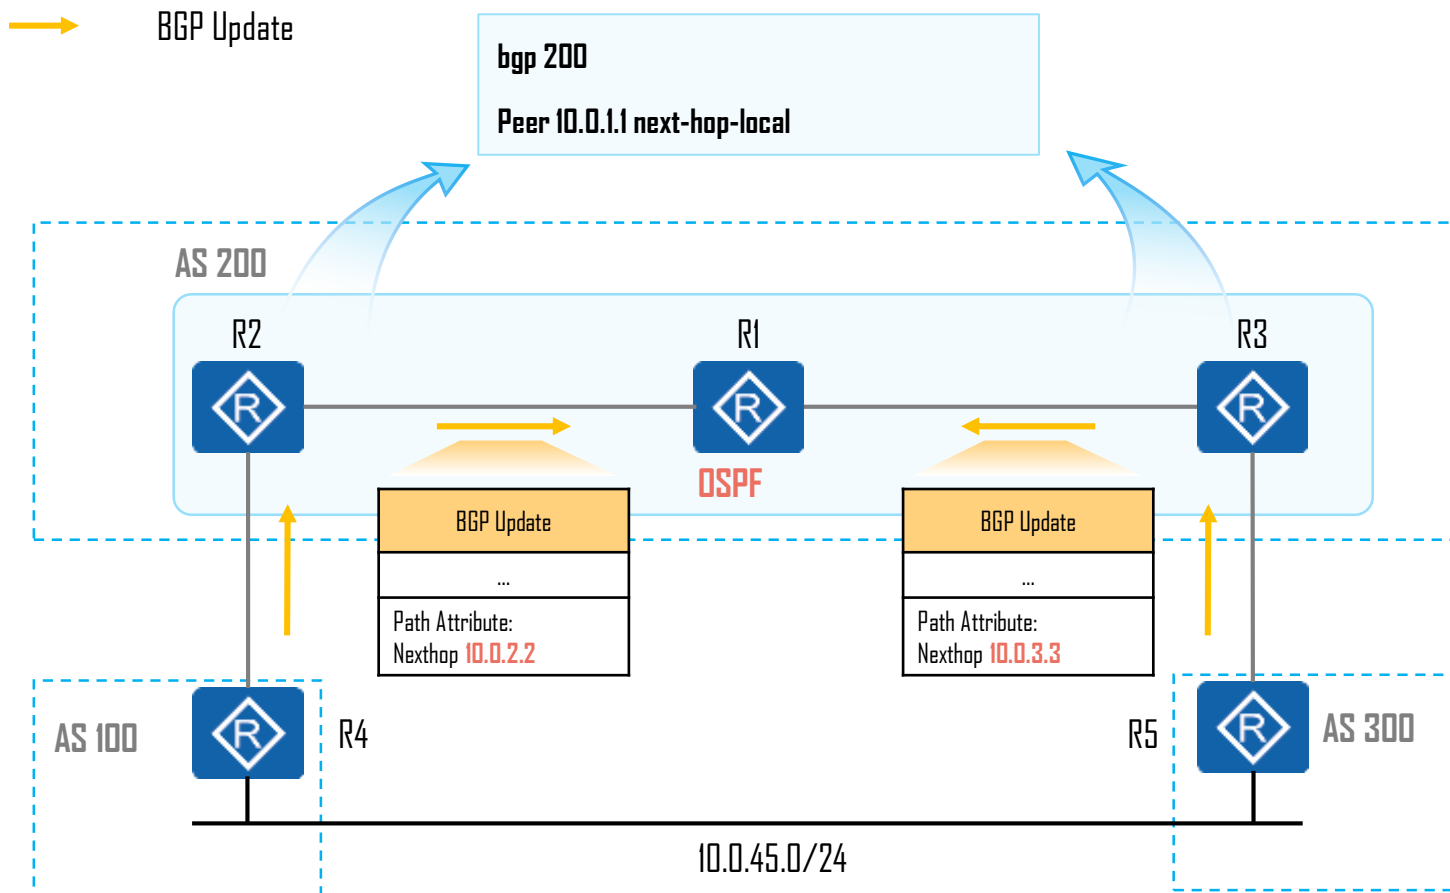 BGP Update
bgp 200
Peer 10.0.1.1 next-hop-local
AS 200
R2
R1
R3
R
R
R
OSPF
BGP Update
...
Path Attribute:
Nexthop 10.0.2.2
BGP Update
...
Path Attribute:
Nexthop 10.0.3.3
AS 100
R
R4
R5
R
AS 300
10.0.45.0/24